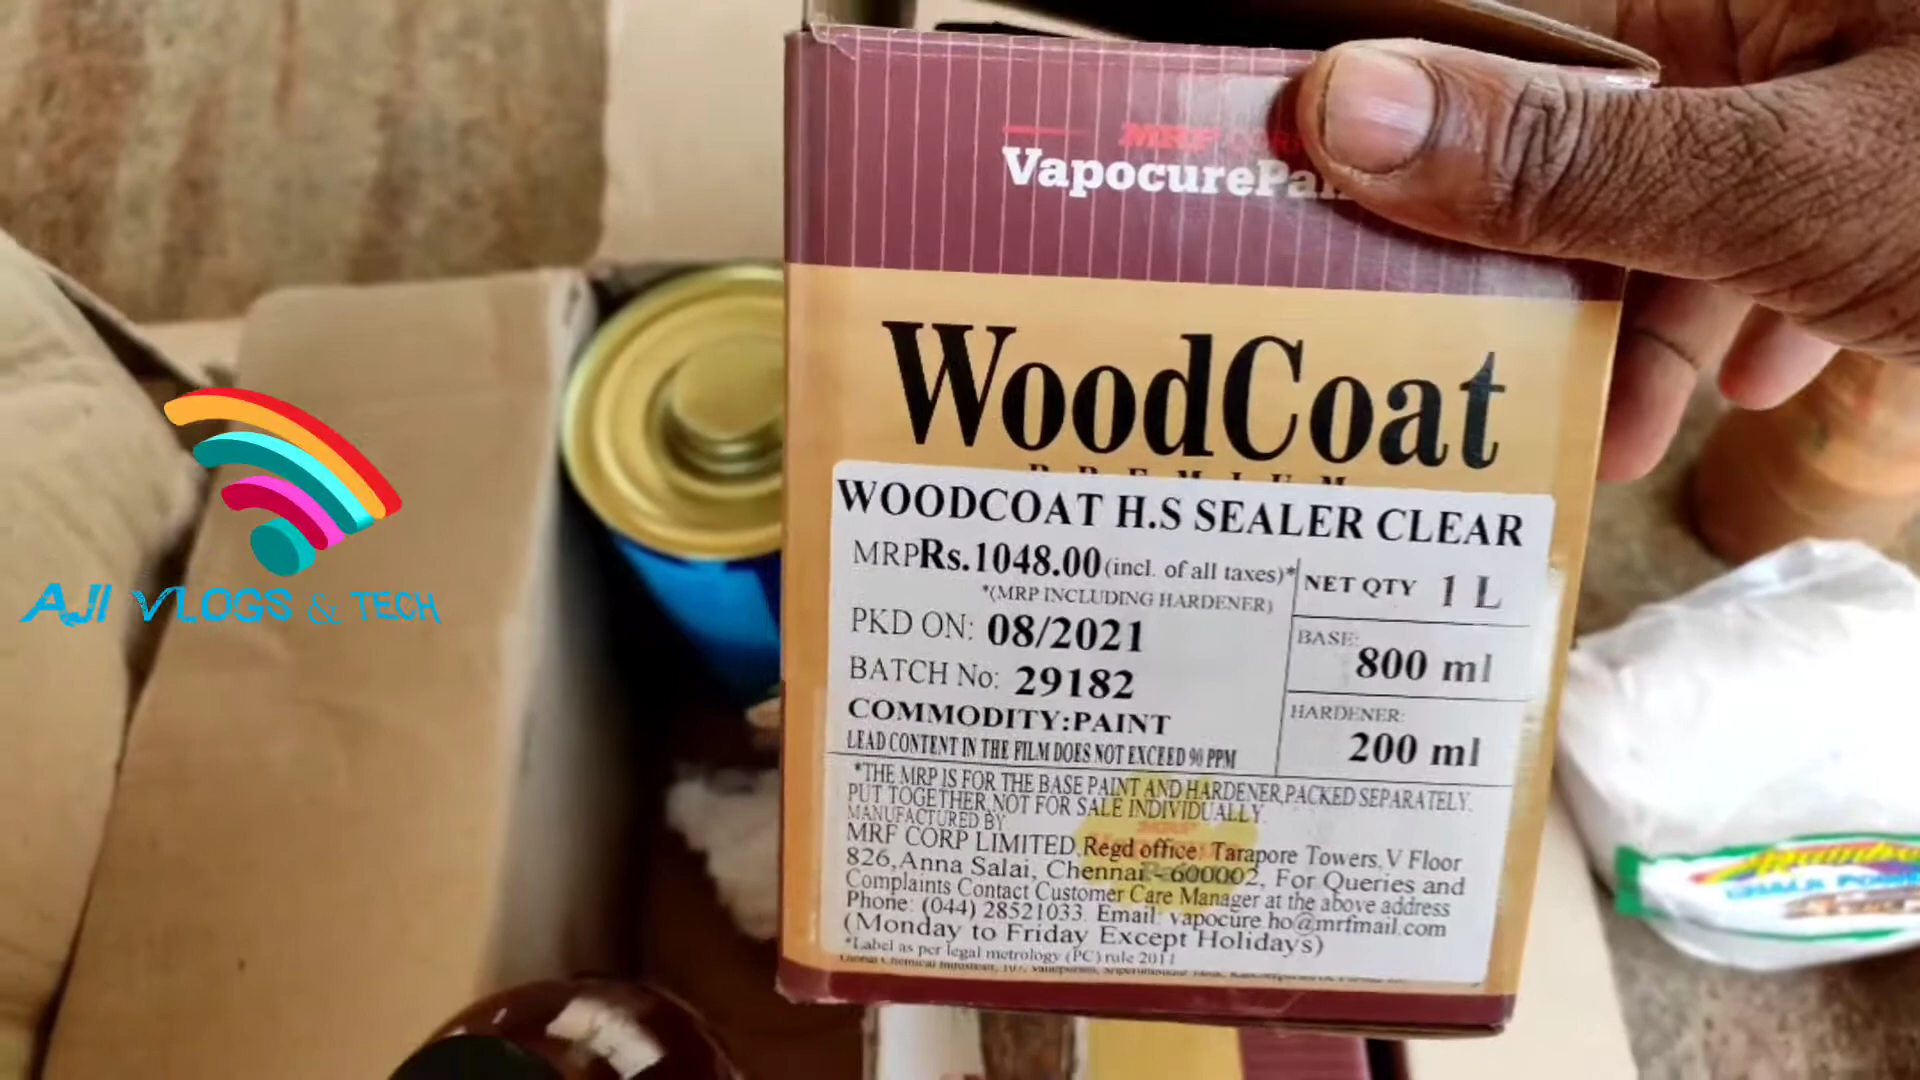 MRF CORP
VapocurePa
WoodCoat
PREMIUM
WOODCOAT H.S SEALER CLEAR
MRP Rs.1048.00 (incl. of all taxes)*
*(MRP INCLUDING HARDENER)
NET QTY 1 L
PKD ON: 08/2021
BASE:
800 ml
BATCH No: 29182
HARDENER:
200 ml
COMMODITY:PAINT
LEAD CONTENT IN THE FILM DOES NOT EXCEED 90 PPM
*THE MRP IS FOR THE BASE PAINT AND HARDENER,PACKED SEPARATELY.
PUT TOGETHER,NOT FOR SALE INDIVIDUALLY.
MANUFACTURED BY
MRF CORP LIMITED,Regd office: Tarapore Towers,V Floor
826,Anna Salai, Chennai - 600002, For Queries and
Complaints Contact Customer Care Manager at the above address
Phone: (044) 28521033. Email: vapocure ho@mrfmail.com
(Monday to Friday Except Holidays)
*Label as per legal metrology (PC) rule 2011
AJI VLOGS & TECH